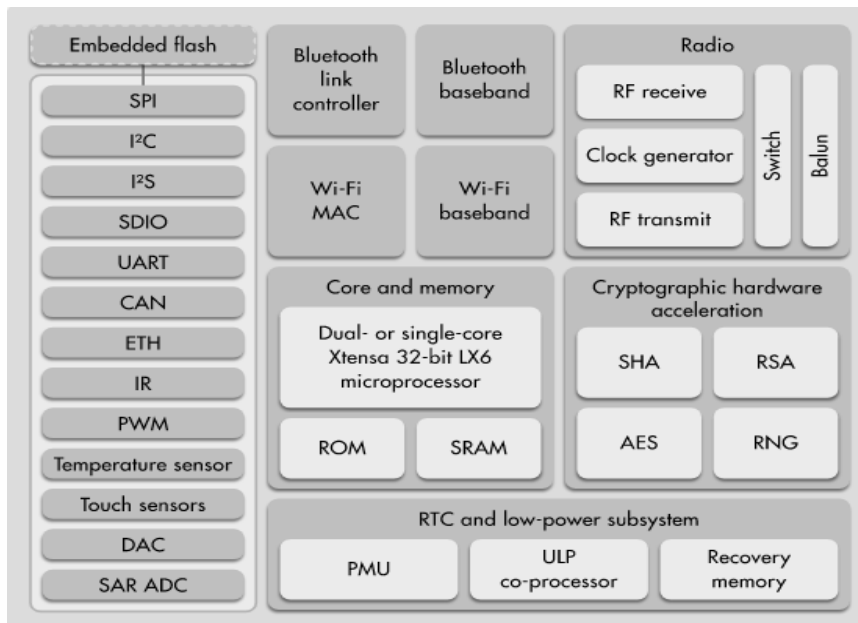 Embedded flash
SPI
I²C
I²S
SDIO
UART
CAN
ETH
IR
PWM
Temperature sensor
Touch sensors
DAC
SAR ADC
Bluetooth
link
controller
Bluetooth
baseband
Wi-Fi
MAC
Wi-Fi
baseband
Radio
RF receive
Clock generator
RF transmit
Switch
Balun
Core and memory
Dual- or single-core
Xtensa 32-bit LX6
microprocessor
ROM
SRAM
Cryptographic hardware
acceleration
SHA
RSA
AES
RNG
RTC and low-power subsystem
PMU
ULP
co-processor
Recovery
memory